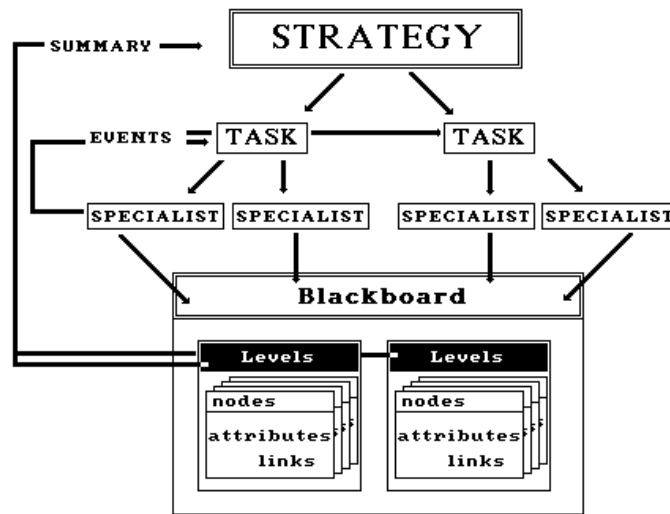 STRATEGY
SUMMARY
EVENTS
TASK
TASK
SPECIALIST
SPECIALIST
SPECIALIST
SPECIALIST
Blackboard
Levels
Levels
nodes
nodes
attributes
attributes
links
links